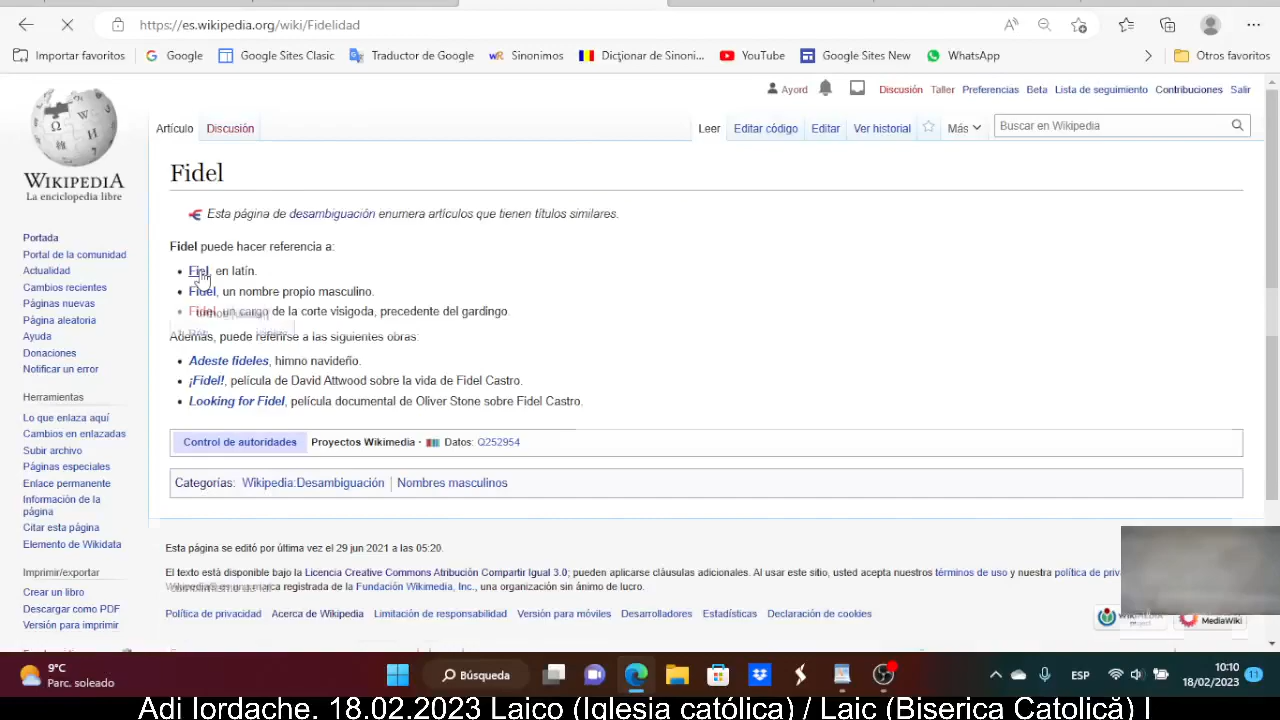 https://es.wikipedia.org/wiki/Fidelidad
Importar favoritos Google Google Sites Clasic Traductor de Google wR Sinonimos Dicționar de Sinoni... YouTube Google Sites New WhatsApp Otros favoritos
Ayord Discusión Taller Preferencias Beta Lista de seguimiento Contribuciones Salir
Artículo Discusión Leer Editar código Editar Ver historial Más Buscar en Wikipedia
WIKIPEDIA
La enciclopedia libre
Portada
Portal de la comunidad
Actualidad
Cambios recientes
Páginas nuevas
Página aleatoria
Ayuda
Donaciones
Notificar un error
Herramientas
Lo que enlaza aquí
Cambios en enlazadas
Subir archivo
Páginas especiales
Enlace permanente
Información de la
página
Citar esta página
Elemento de Wikidata
Imprimir/exportar
Crear un libro
Descargar como PDF
Versión para imprimir
Fidel
Esta página de desambiguación enumera artículos que tienen títulos similares.
Fidel puede hacer referencia a:
Fiel, en latín.
Fidel, un nombre propio masculino.
Fidel, un cargo de la corte visigoda, precedente del gardingo.
Además, puede referirse a las siguientes obras:
Adeste fideles, himno navideño.
¡Fidel!, película de David Attwood sobre la vida de Fidel Castro.
Looking for Fidel, película documental de Oliver Stone sobre Fidel Castro.
Control de autoridades Proyectos Wikimedia · Datos: Q252954
Categorías: Wikipedia:Desambiguación | Nombres masculinos
Esta página se editó por última vez el 29 jun 2021 a las 05:20.
El texto está disponible bajo la Licencia Creative Commons Atribución Compartir Igual 3.0; pueden aplicarse cláusulas adicionales. Al usar este sitio, usted acepta nuestros términos de uso y nuestra política de
es una marca registrada de la Fundación Wikimedia, Inc., una organización sin ánimo de lucro.
Política de privacidad Acerca de Wikipedia Limitación de responsabilidad Versión para móviles Desarrolladores Estadísticas Declaración de cookies
MediaWiki
9°C
Parc. soleado
Búsqueda
ESP
10:10
18/02/2023
11
Adi Iordache. 18.02.2023 Laico (Iglesia católica) / Laic (Biserica Catolică) I